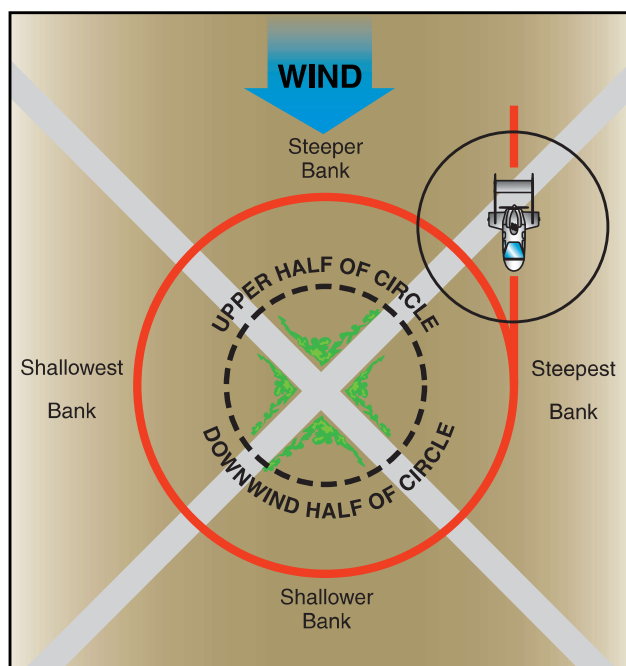 WIND
Steeper
Bank
UPPER HALF OF CIRCLE
Shallowest
Bank
Steepest
Bank
DOWNWIND HALF OF CIRCLE
Shallower
Bank